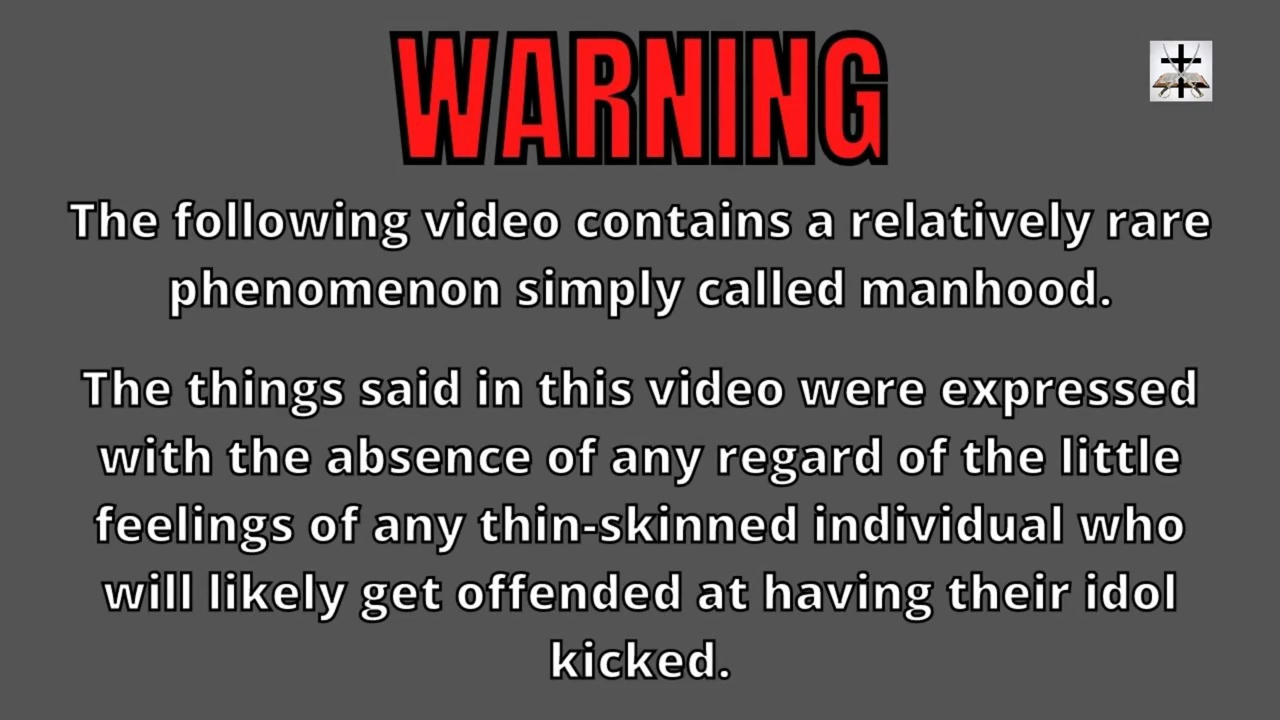 WARNING
The following video contains a relatively rare
phenomenon simply called manhood.
The things said in this video were expressed
with the absence of any regard of the little
feelings of any thin-skinned individual who
will likely get offended at having their idol
kicked.